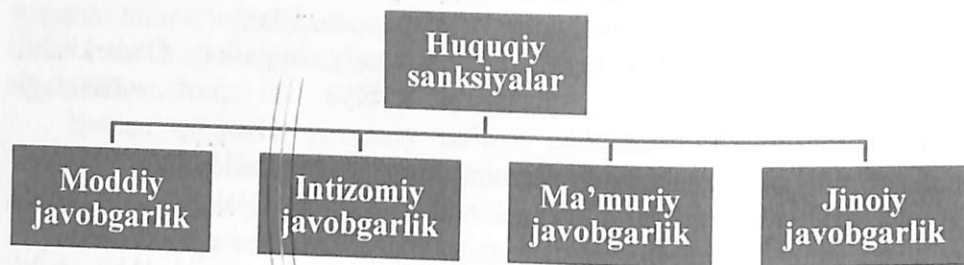 Huquqiy
sanksiyalar
Moddiy
javobgarlik
Intizomiy
javobgarlik
Ma’muriy
javobgarlik
Jinoiy
javobgarlik